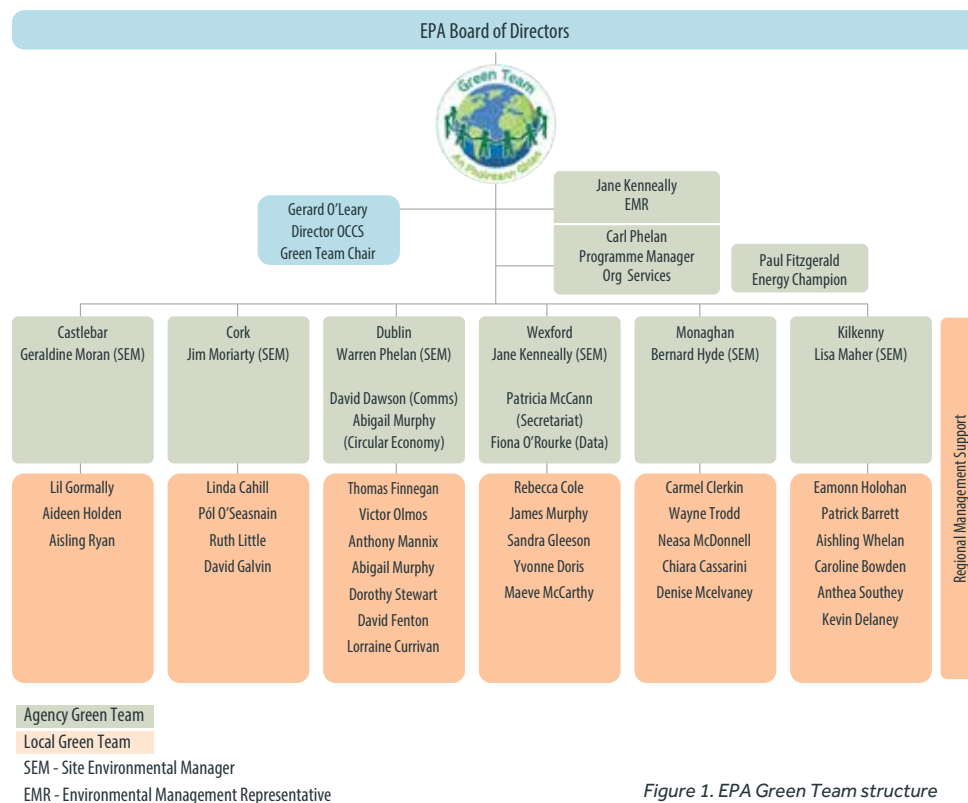 EPA Board of Directors
Green Team
An Fhoireann Ghlas
Jane Kenneally
EMR
Gerard O'Leary
Director OCCS
Green Team Chair
Carl Phelan
Programme Manager
Org Services
Paul Fitzgerald
Energy Champion
Castlebar
Geraldine Moran (SEM)
Cork
Jim Moriarty (SEM)
Dublin
Warren Phelan (SEM)
David Dawson (Comms)
Abigail Murphy
(Circular Economy)
Wexford
Jane Kenneally (SEM)
Patricia McCann
(Secretariat)
Fiona O'Rourke (Data)
Monaghan
Bernard Hyde (SEM)
Kilkenny
Lisa Maher (SEM)
Regional Management Support
Lil Gormally
Aideen Holden
Aisling Ryan
Linda Cahill
Pól O'Seasnain
Ruth Little
David Galvin
Thomas Finnegan
Victor Olmos
Anthony Mannix
Abigail Murphy
Dorothy Stewart
David Fenton
Lorraine Currivan
Rebecca Cole
James Murphy
Sandra Gleeson
Yvonne Doris
Maeve McCarthy
Carmel Clerkin
Wayne Trodd
Neasa McDonnell
Chiara Cassarini
Denise Mcelvaney
Eamonn Holohan
Patrick Barrett
Aishling Whelan
Caroline Bowden
Anthea Southey
Kevin Delaney
Agency Green Team
Local Green Team
SEM - Site Environmental Manager
EMR - Environmental Management Representative
Figure 1. EPA Green Team structure